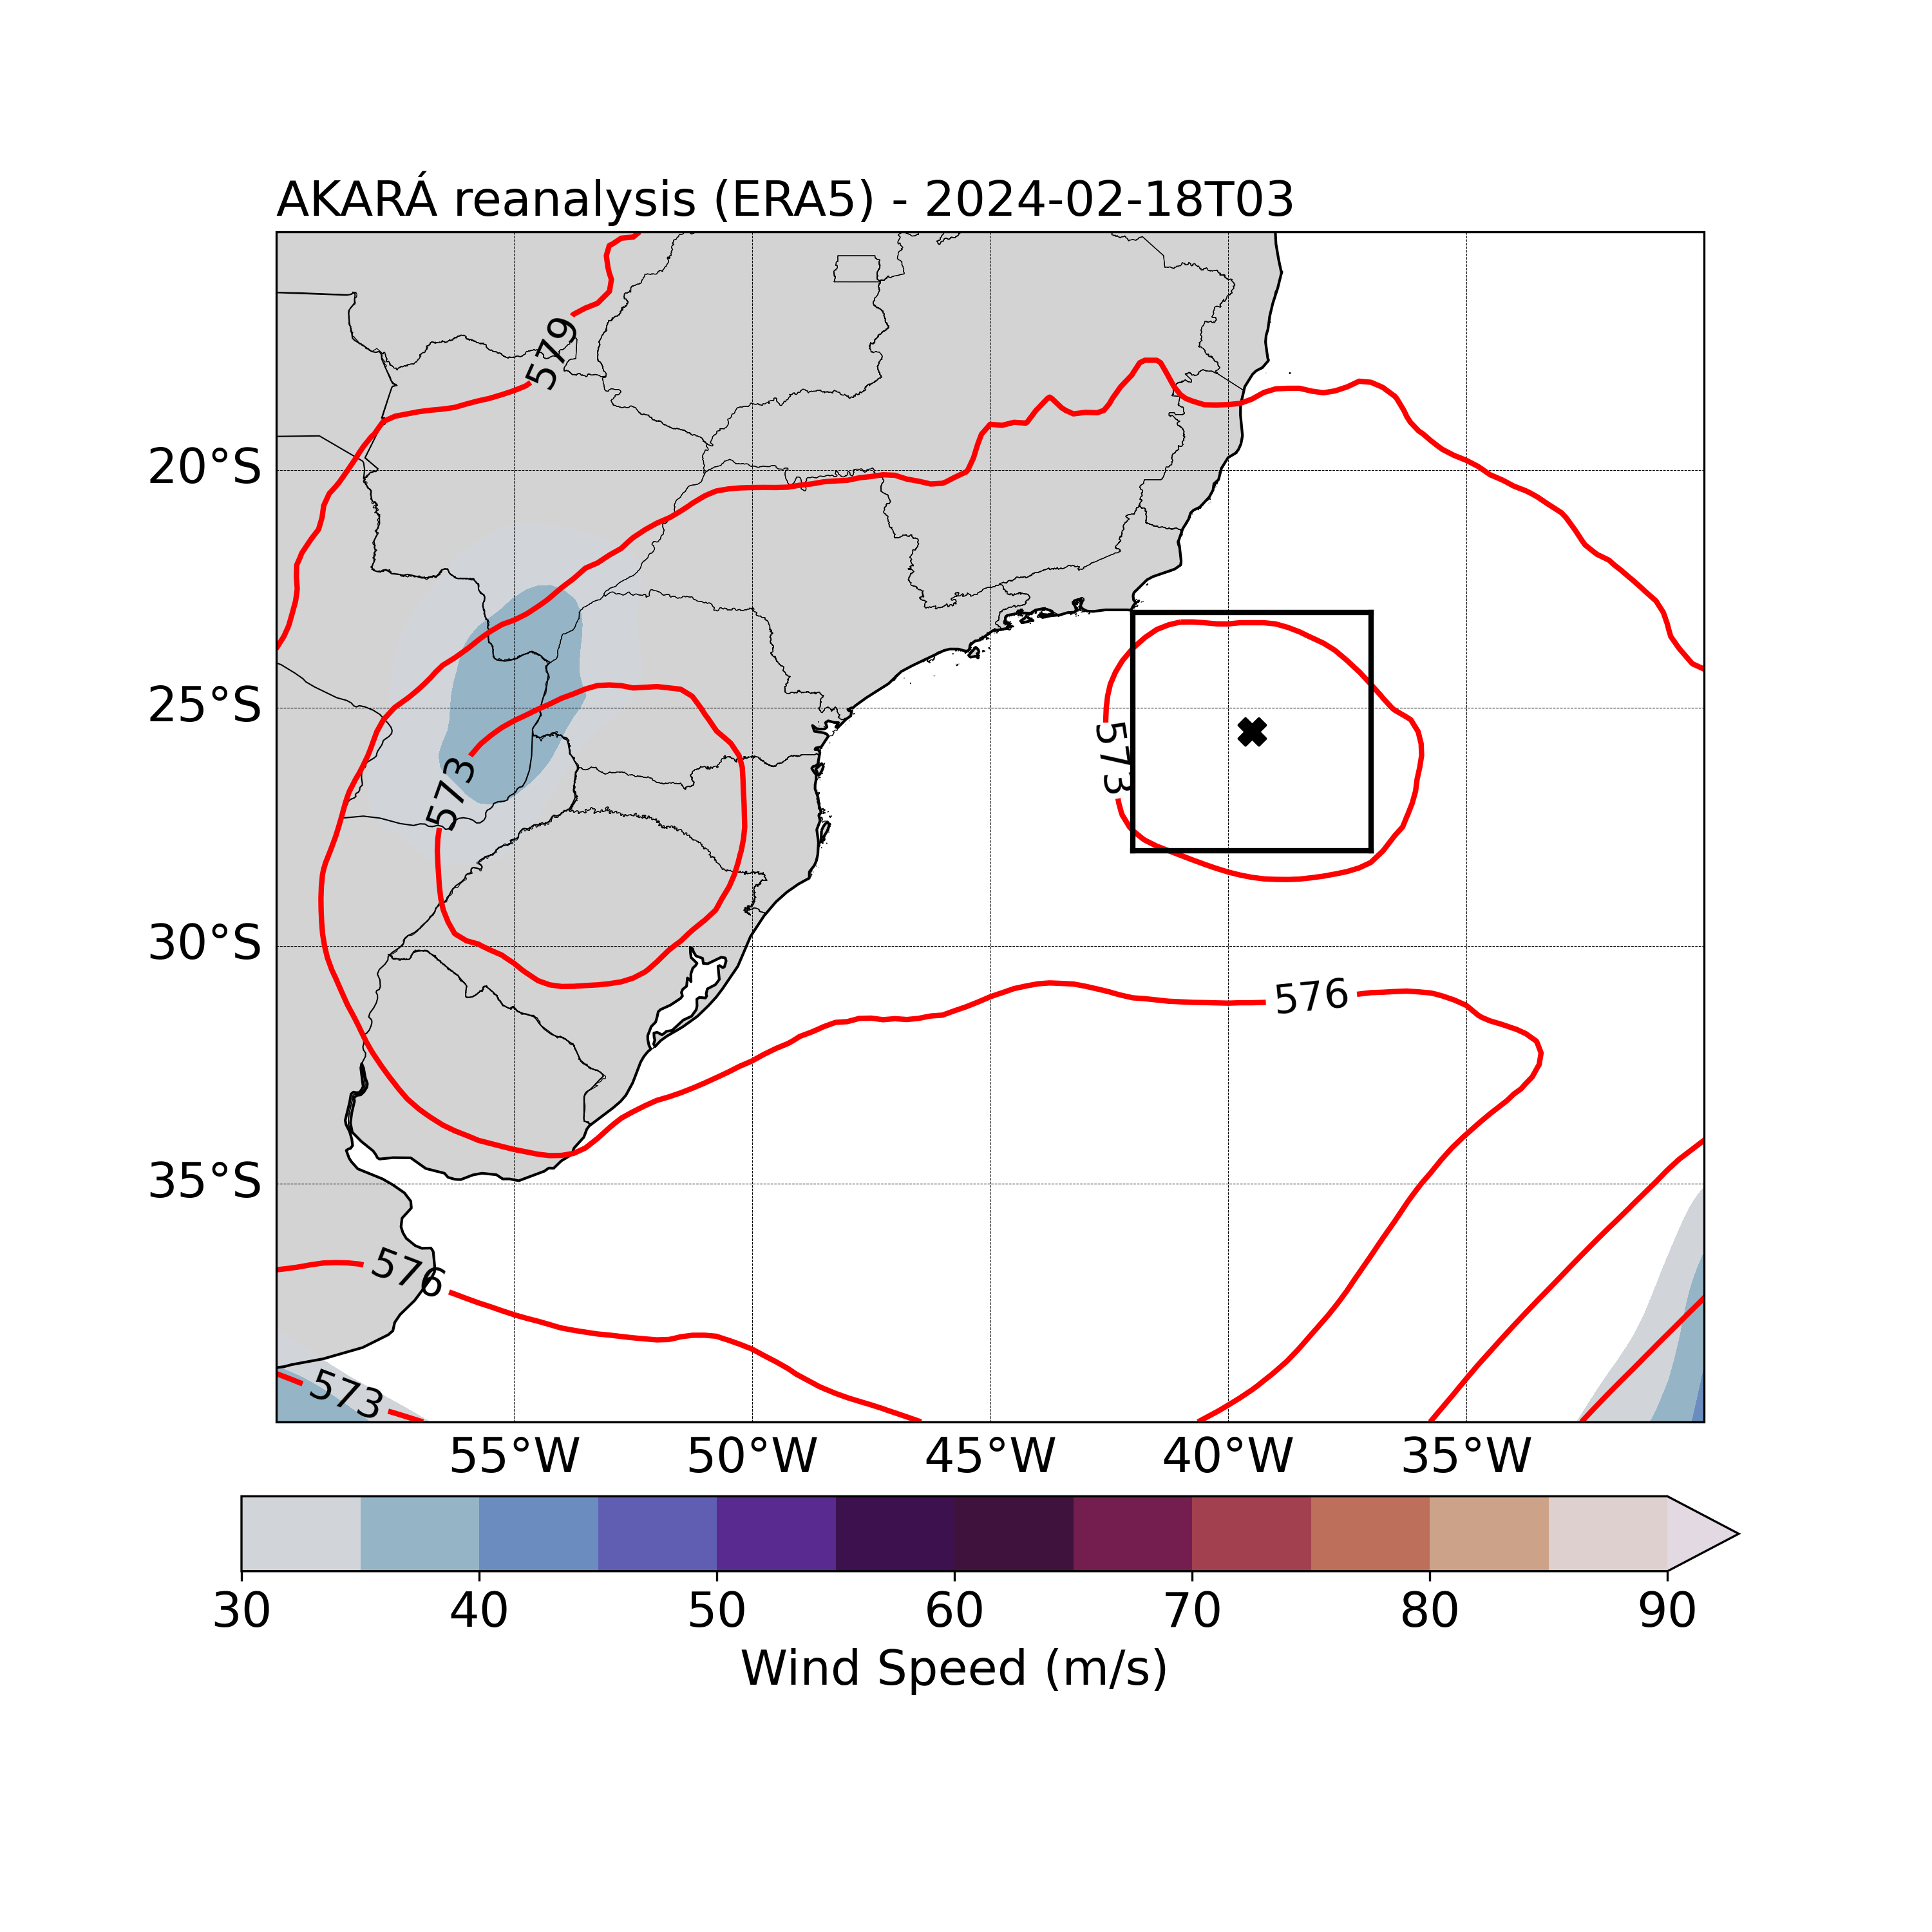 AKARÁ reanalysis (ERA5) - 2024-02-18T03
579
20°S
25°S
573
573
30°S
576
35°S
576
573
55°W 50°W 45°W 40°W 35°W
30 40 50 60 70 80 90
Wind Speed (m/s)